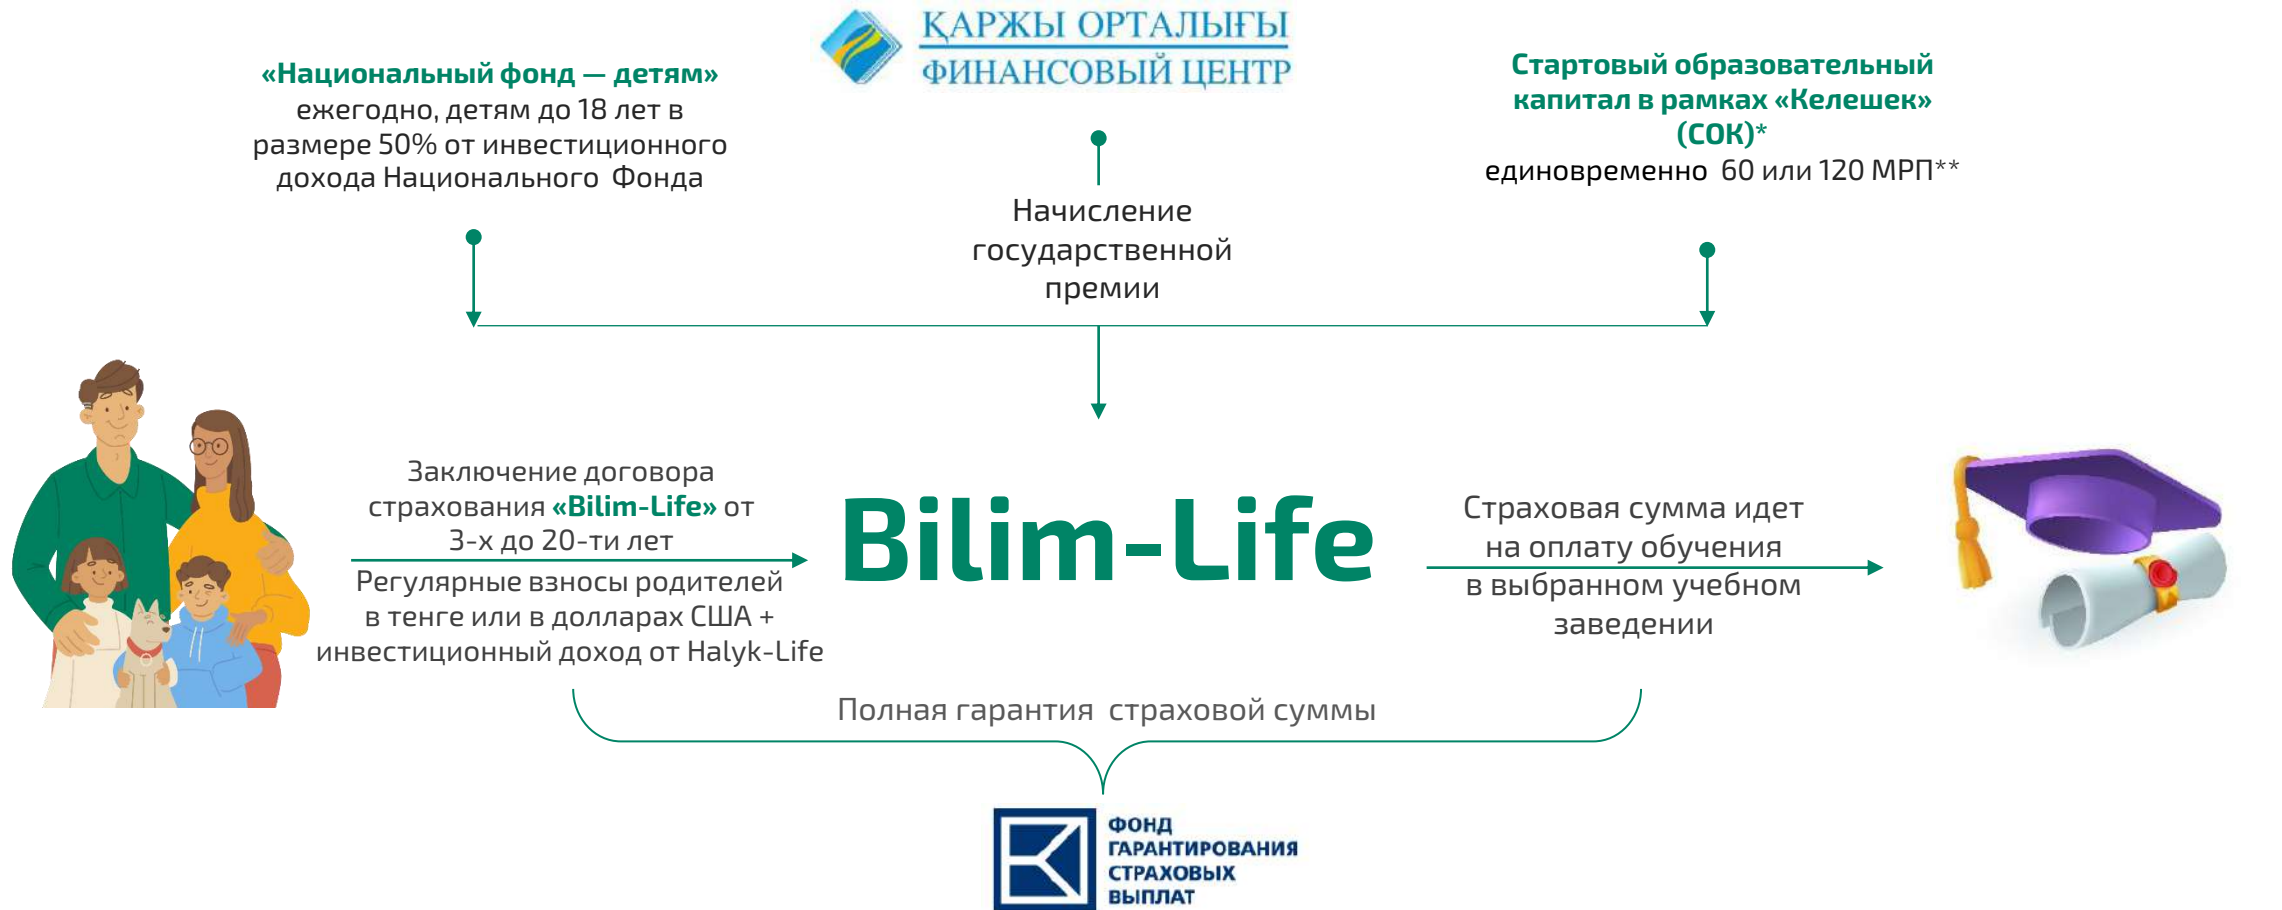 ҚАРЖЫ ОРТАЛЫҒЫ
ФИНАНСОВЫЙ ЦЕНТР
«Национальный фонд — детям»
ежегодно, детям до 18 лет в
размере 50% от инвестиционного
дохода Национального Фонда
Начисление
государственной
премии
Стартовый образовательный
капитал в рамках «Келешек»
(СОК)*
единовременно 60 или 120 МРП**
Заключение договора
страхования «Bilim-Life» от
3-х до 20-ти лет
Регулярные взносы родителей
в тенге или в долларах США +
инвестиционный доход от Halyk-Life
Bilim-Life
Страховая сумма идет
на оплату обучения
в выбранном учебном
заведении
Полная гарантия страховой суммы
ФОНД
ГАРАНТИРОВАНИЯ
СТРАХОВЫХ
ВЫПЛАТ